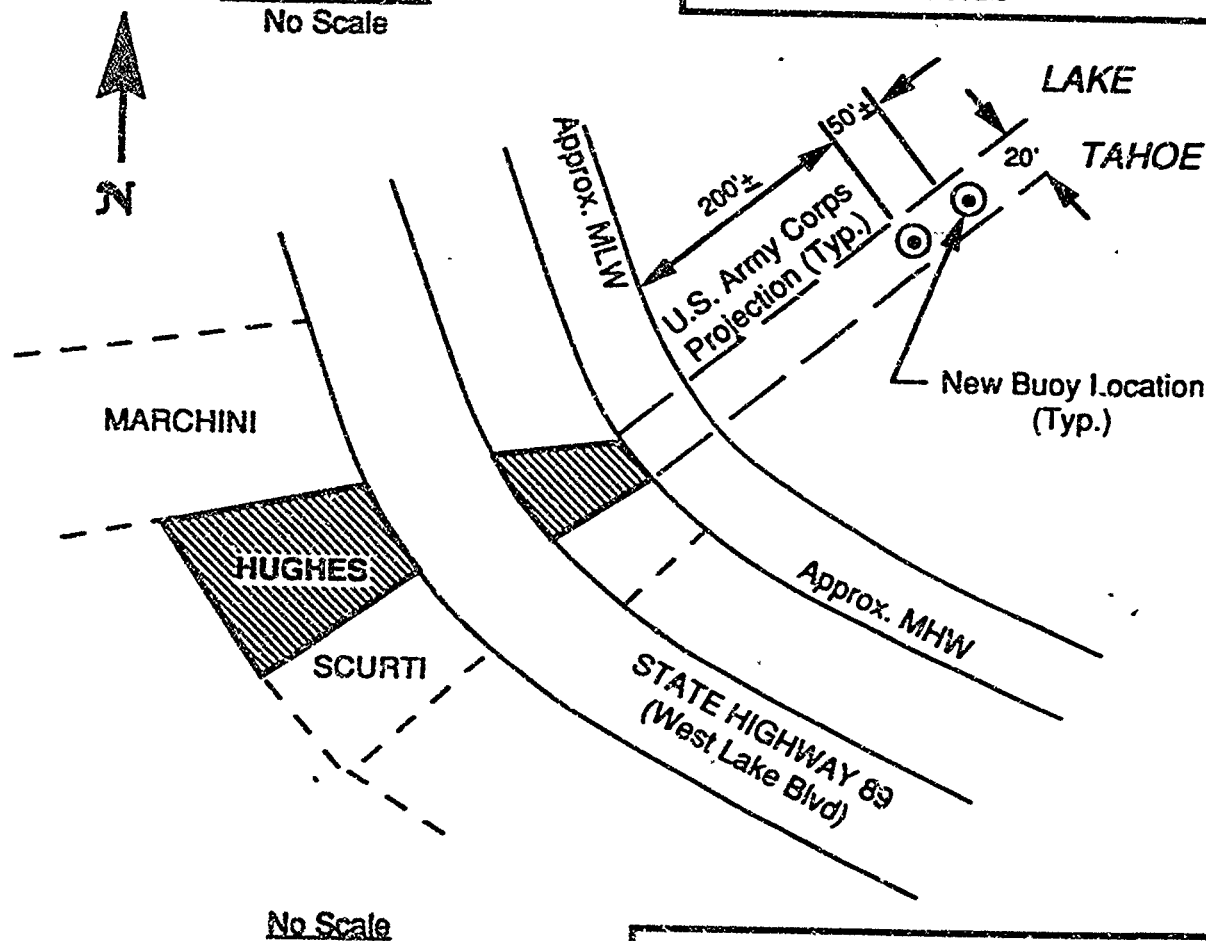 No Scale
N
LAKE
TAHOE
50'±
20'
200'±
Approx. MLW
U.S. Army Corps
Projection (Typ.)
New Buoy Location
(Typ.)
MARCHINI
HUGHES
SCURTI
Approx. MHW
STATE HIGHWAY 89
(West Lake Blvd)
No Scale